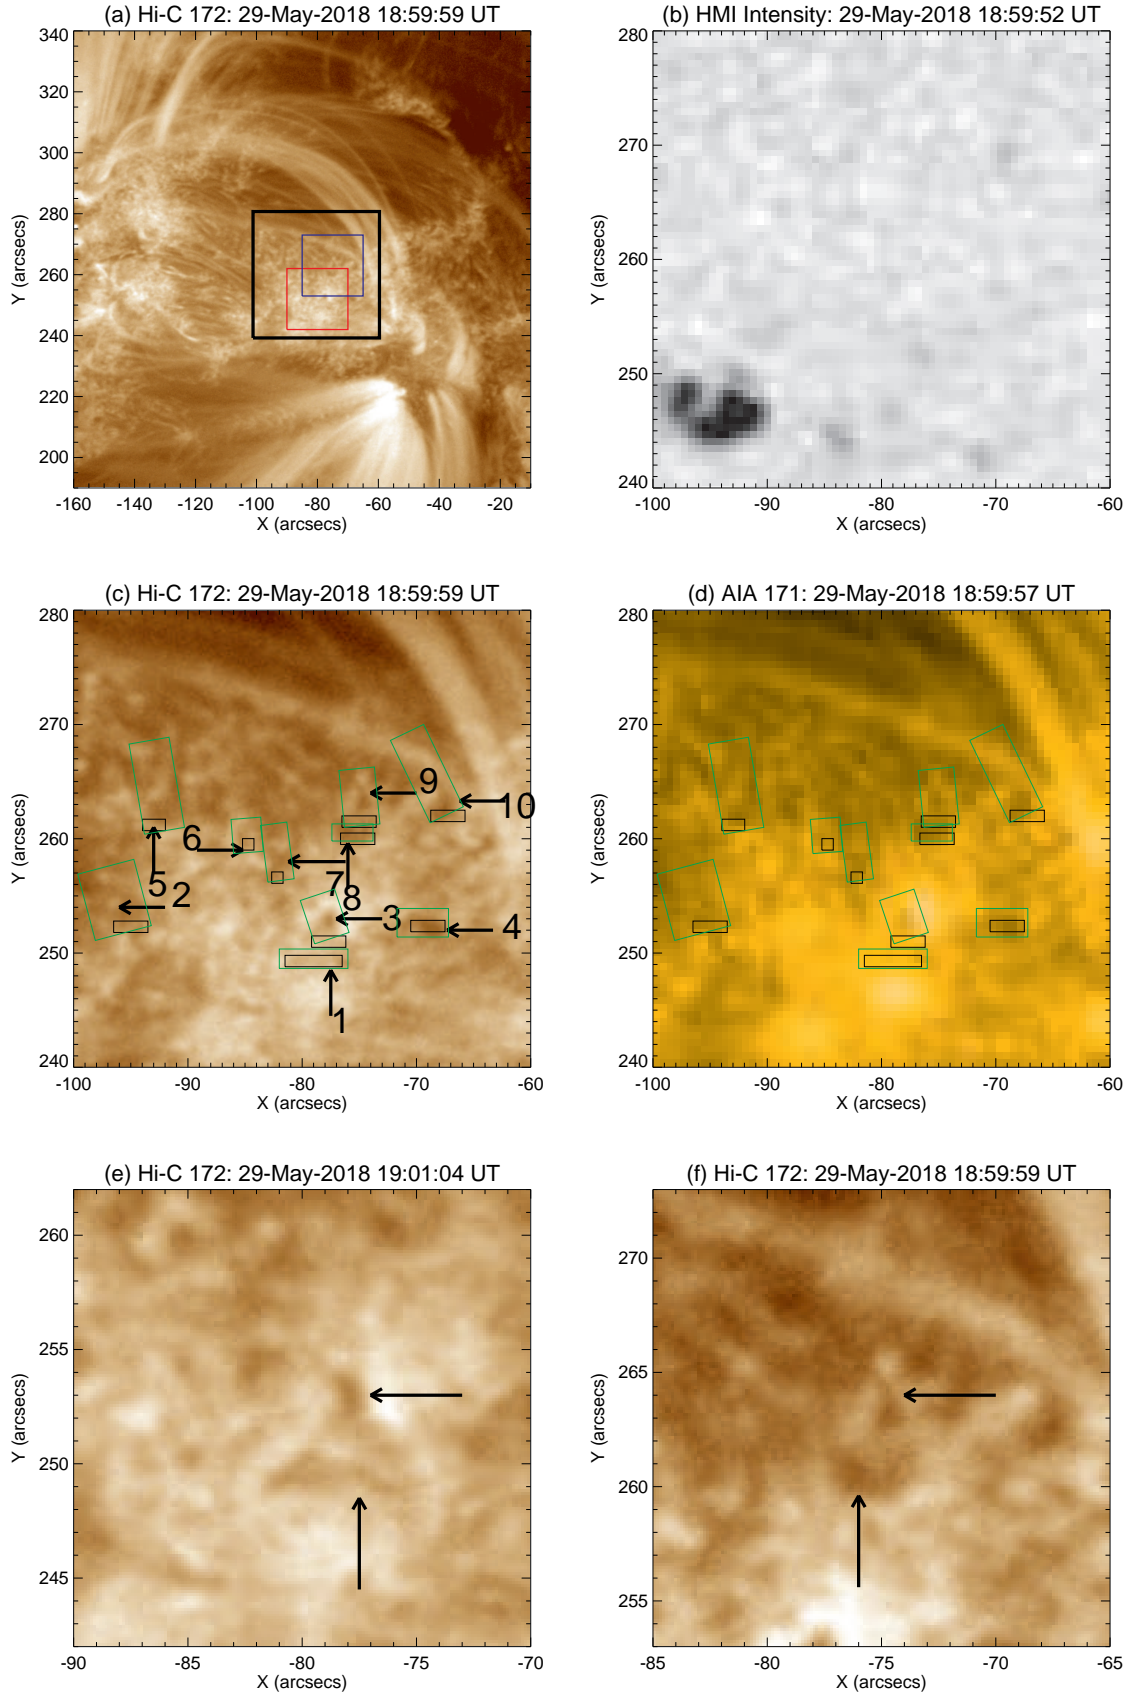 (a) Hi-C 172: 29-May-2018 18:59:59 UT
340
320
300
280
260
240
220
200
Y (arcsecs)
-160 -140 -120 -100 -80 -60 -40 -20
X (arcsecs)
(b) HMI Intensity: 29-May-2018 18:59:52 UT
280
270
260
250
240
Y (arcsecs)
-100 -90 -80 -70 -60
X (arcsecs)
(c) Hi-C 172: 29-May-2018 18:59:59 UT
280
270
260
250
240
Y (arcsecs)
9
10
6
5 2
7
8
3
4
1
-100 -90 -80 -70 -60
X (arcsecs)
(d) AIA 171: 29-May-2018 18:59:57 UT
280
270
260
250
240
Y (arcsecs)
-100 -90 -80 -70 -60
X (arcsecs)
(e) Hi-C 172: 29-May-2018 19:01:04 UT
260
255
250
245
Y (arcsecs)
-90 -85 -80 -75 -70
X (arcsecs)
(f) Hi-C 172: 29-May-2018 18:59:59 UT
270
265
260
255
Y (arcsecs)
-85 -80 -75 -70 -65
X (arcsecs)